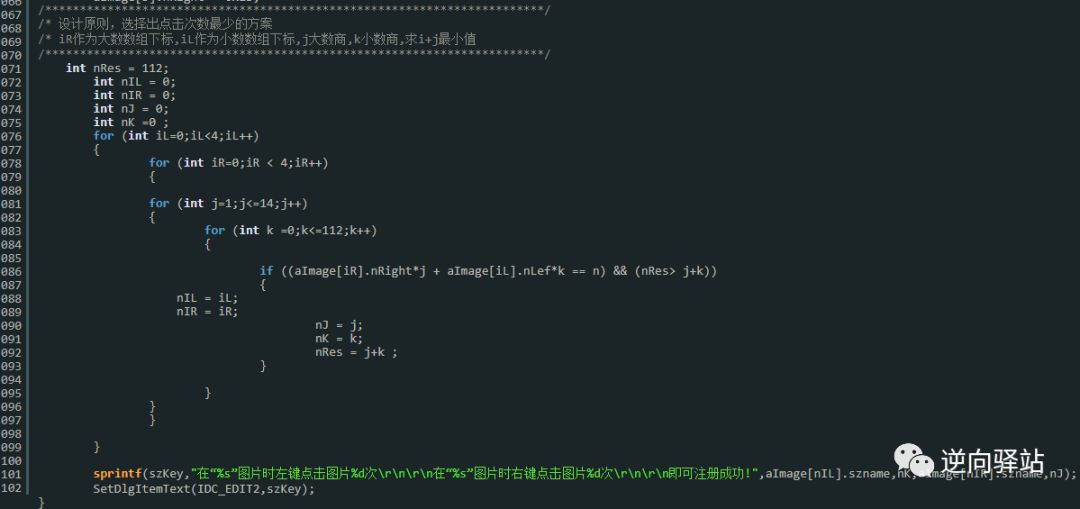 066
067 /************************************************************************/
068 /* 设计原则，选择出点击次数最少的方案
069 /* iR作为大数数组下标,iL作为小数数组下标,j大数商,k小数商,求i+j最小值
070 /************************************************************************/
071 int nRes = 112;
072 int nIL = 0;
073 int nIR = 0;
074 int nJ = 0;
075 int nK =0 ;
076 for (int iL=0;iL<4;iL++)
077 {
078 for (int iR=0;iR < 4;iR++)
079 {
080
081 for (int j=1;j<=14;j++)
082 {
083 for (int k =0;k<=112;k++)
084 {
085
086 if ((aImage[iR].nRight*j + aImage[iL].nLef*k == n) && (nRes> j+k))
087 {
088 nIL = iL;
089 nIR = iR;
090 nJ = j;
091 nK = k;
092 nRes = j+k ;
093 }
094
095 }
096 }
097 }
098
099 }
100
101 sprintf(szKey,"在“%s”图片时左键点击图片%d次\r\n\r\n在“%s”图片时右键点击图片%d次\r\n\r\n即可注册成功!",aImage[nIL].szname,nK,aImage[nIR].szname,nJ);
102 SetDlgItemText(IDC_EDIT2,szKey);
}
逆向驿站